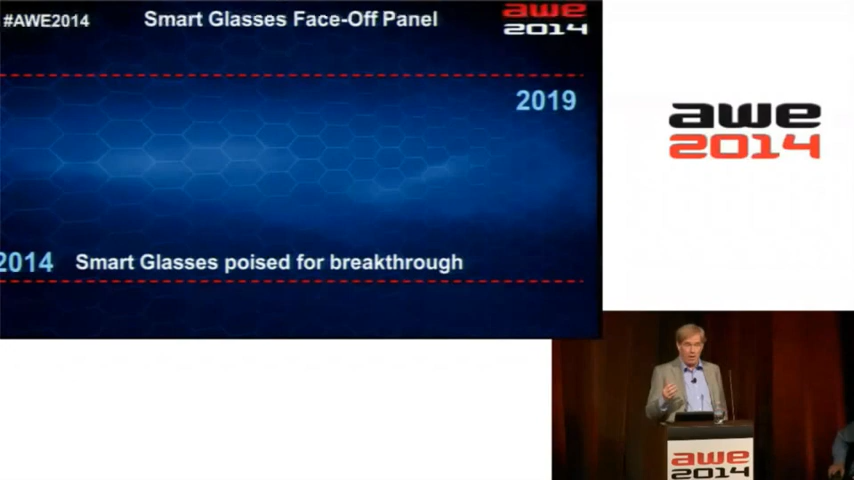 #AWE2014
Smart Glasses Face-Off Panel
awe
2014
2019
2014
Smart Glasses poised for breakthrough
awe
2014
awe
2014